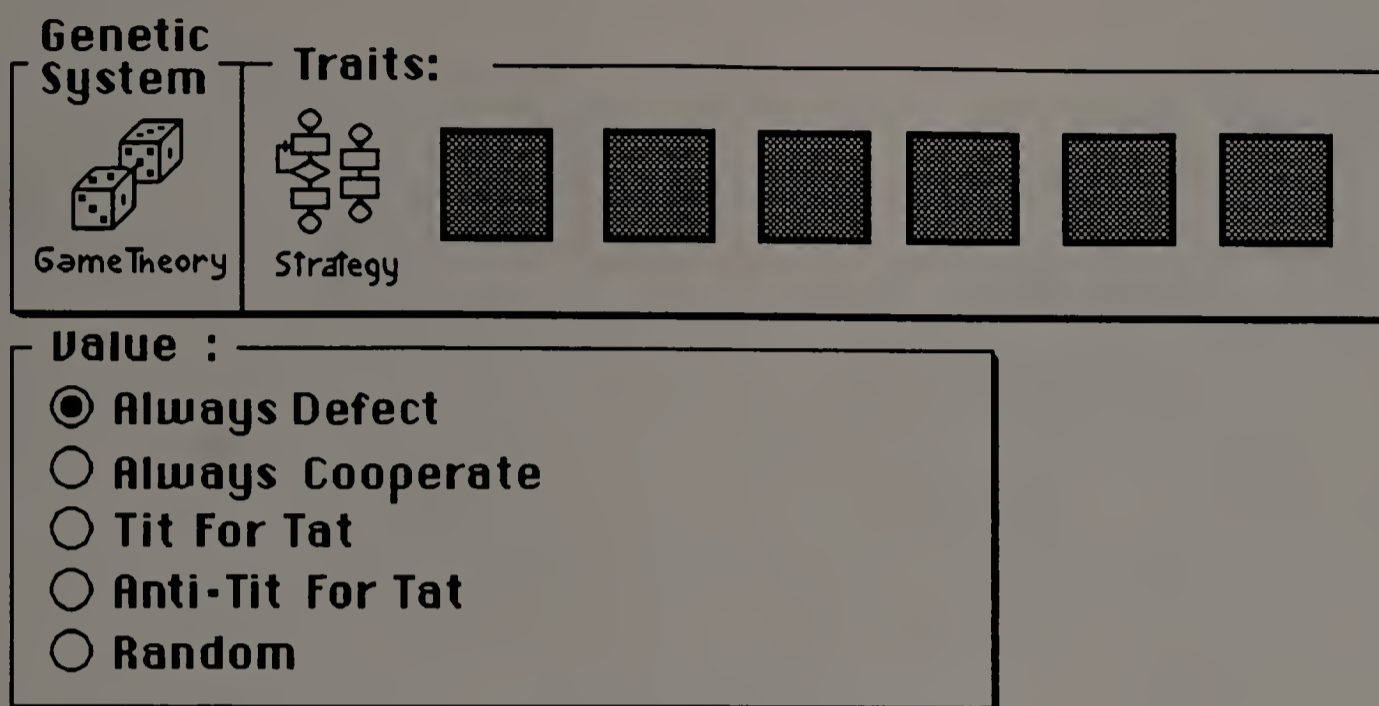 Genetic
System
Traits:
GameTheory
Strategy
Value :
Always Defect
Always Cooperate
Tit For Tat
Anti-Tit For Tat
Random